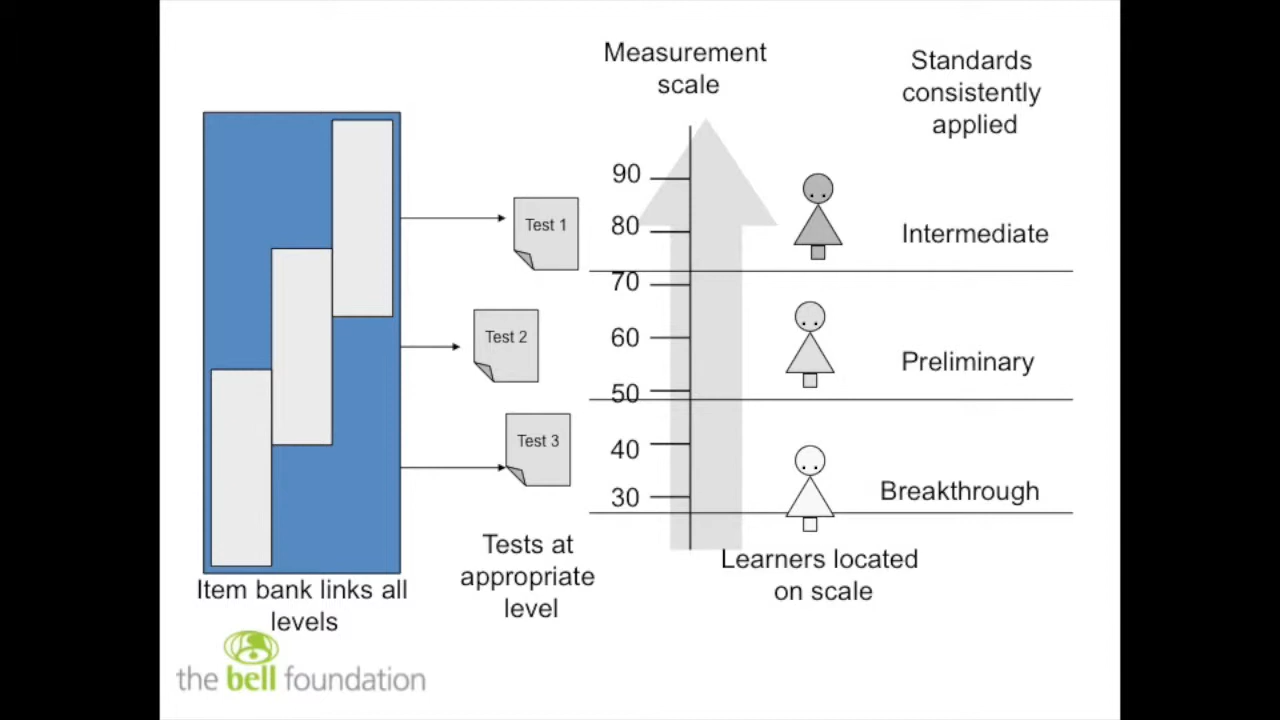 Measurement
scale
Standards
consistently
applied
90
80
70
60
50
40
30
Test 1
Test 2
Test 3
Intermediate
Preliminary
Breakthrough
Item bank links all
levels
Tests at
appropriate
level
Learners located
on scale
the bell foundation